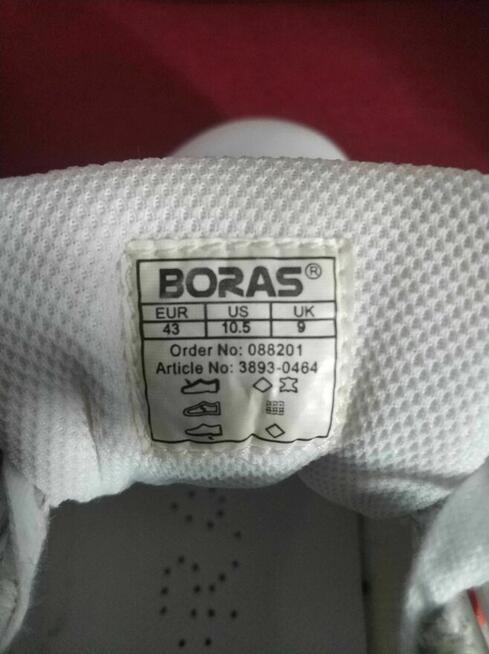 BORAS®
EUR US UK
43 10.5 9
Order No: 088201
Article No: 3893-0464